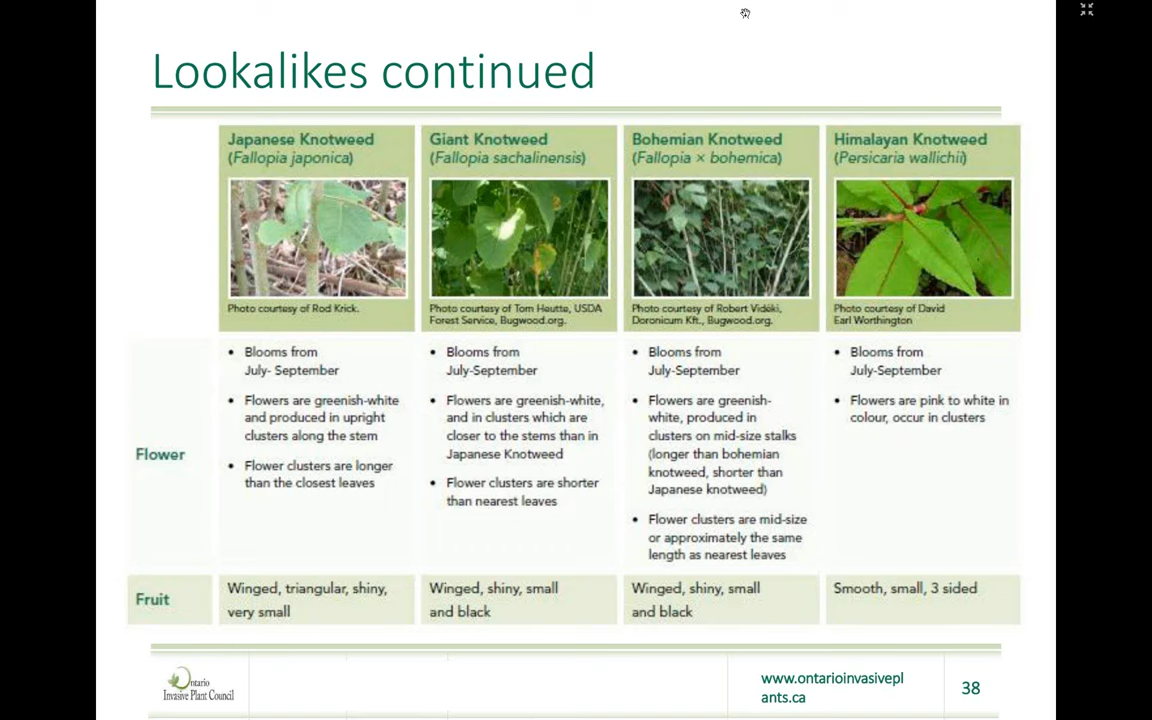 Lookalikes continued
Japanese Knotweed
(Fallopia japonica)
Photo courtesy of Rod Krick.
Giant Knotweed
(Fallopia sachalinensis)
Photo courtesy of Tom Heutte, USDA
Forest Service, Bugwood.org.
Bohemian Knotweed
(Fallopia × bohemica)
Photo courtesy of Robert Vidéki,
Doronicum Kft., Bugwood.org.
Himalayan Knotweed
(Persicaria wallichii)
Photo courtesy of David
Earl Worthington
Flower
• Blooms from
July- September
• Flowers are greenish-white
and produced in upright
clusters along the stem
• Flower clusters are longer
than the closest leaves
• Blooms from
July-September
• Flowers are greenish-white,
and in clusters which are
closer to the stems than in
Japanese Knotweed
• Flower clusters are shorter
than nearest leaves
• Blooms from
July-September
• Flowers are greenish-
white, produced in
clusters on mid-size stalks
(longer than bohemian
knotweed, shorter than
Japanese knotweed)
• Flower clusters are mid-size
or approximately the same
length as nearest leaves
• Blooms from
July-September
• Flowers are pink to white in
colour, occur in clusters
Fruit
Winged, triangular, shiny,
very small
Winged, shiny, small
and black
Winged, shiny, small
and black
Smooth, small, 3 sided
Ontario
Invasive Plant Council
www.ontarioinvasivepl
ants.ca
38